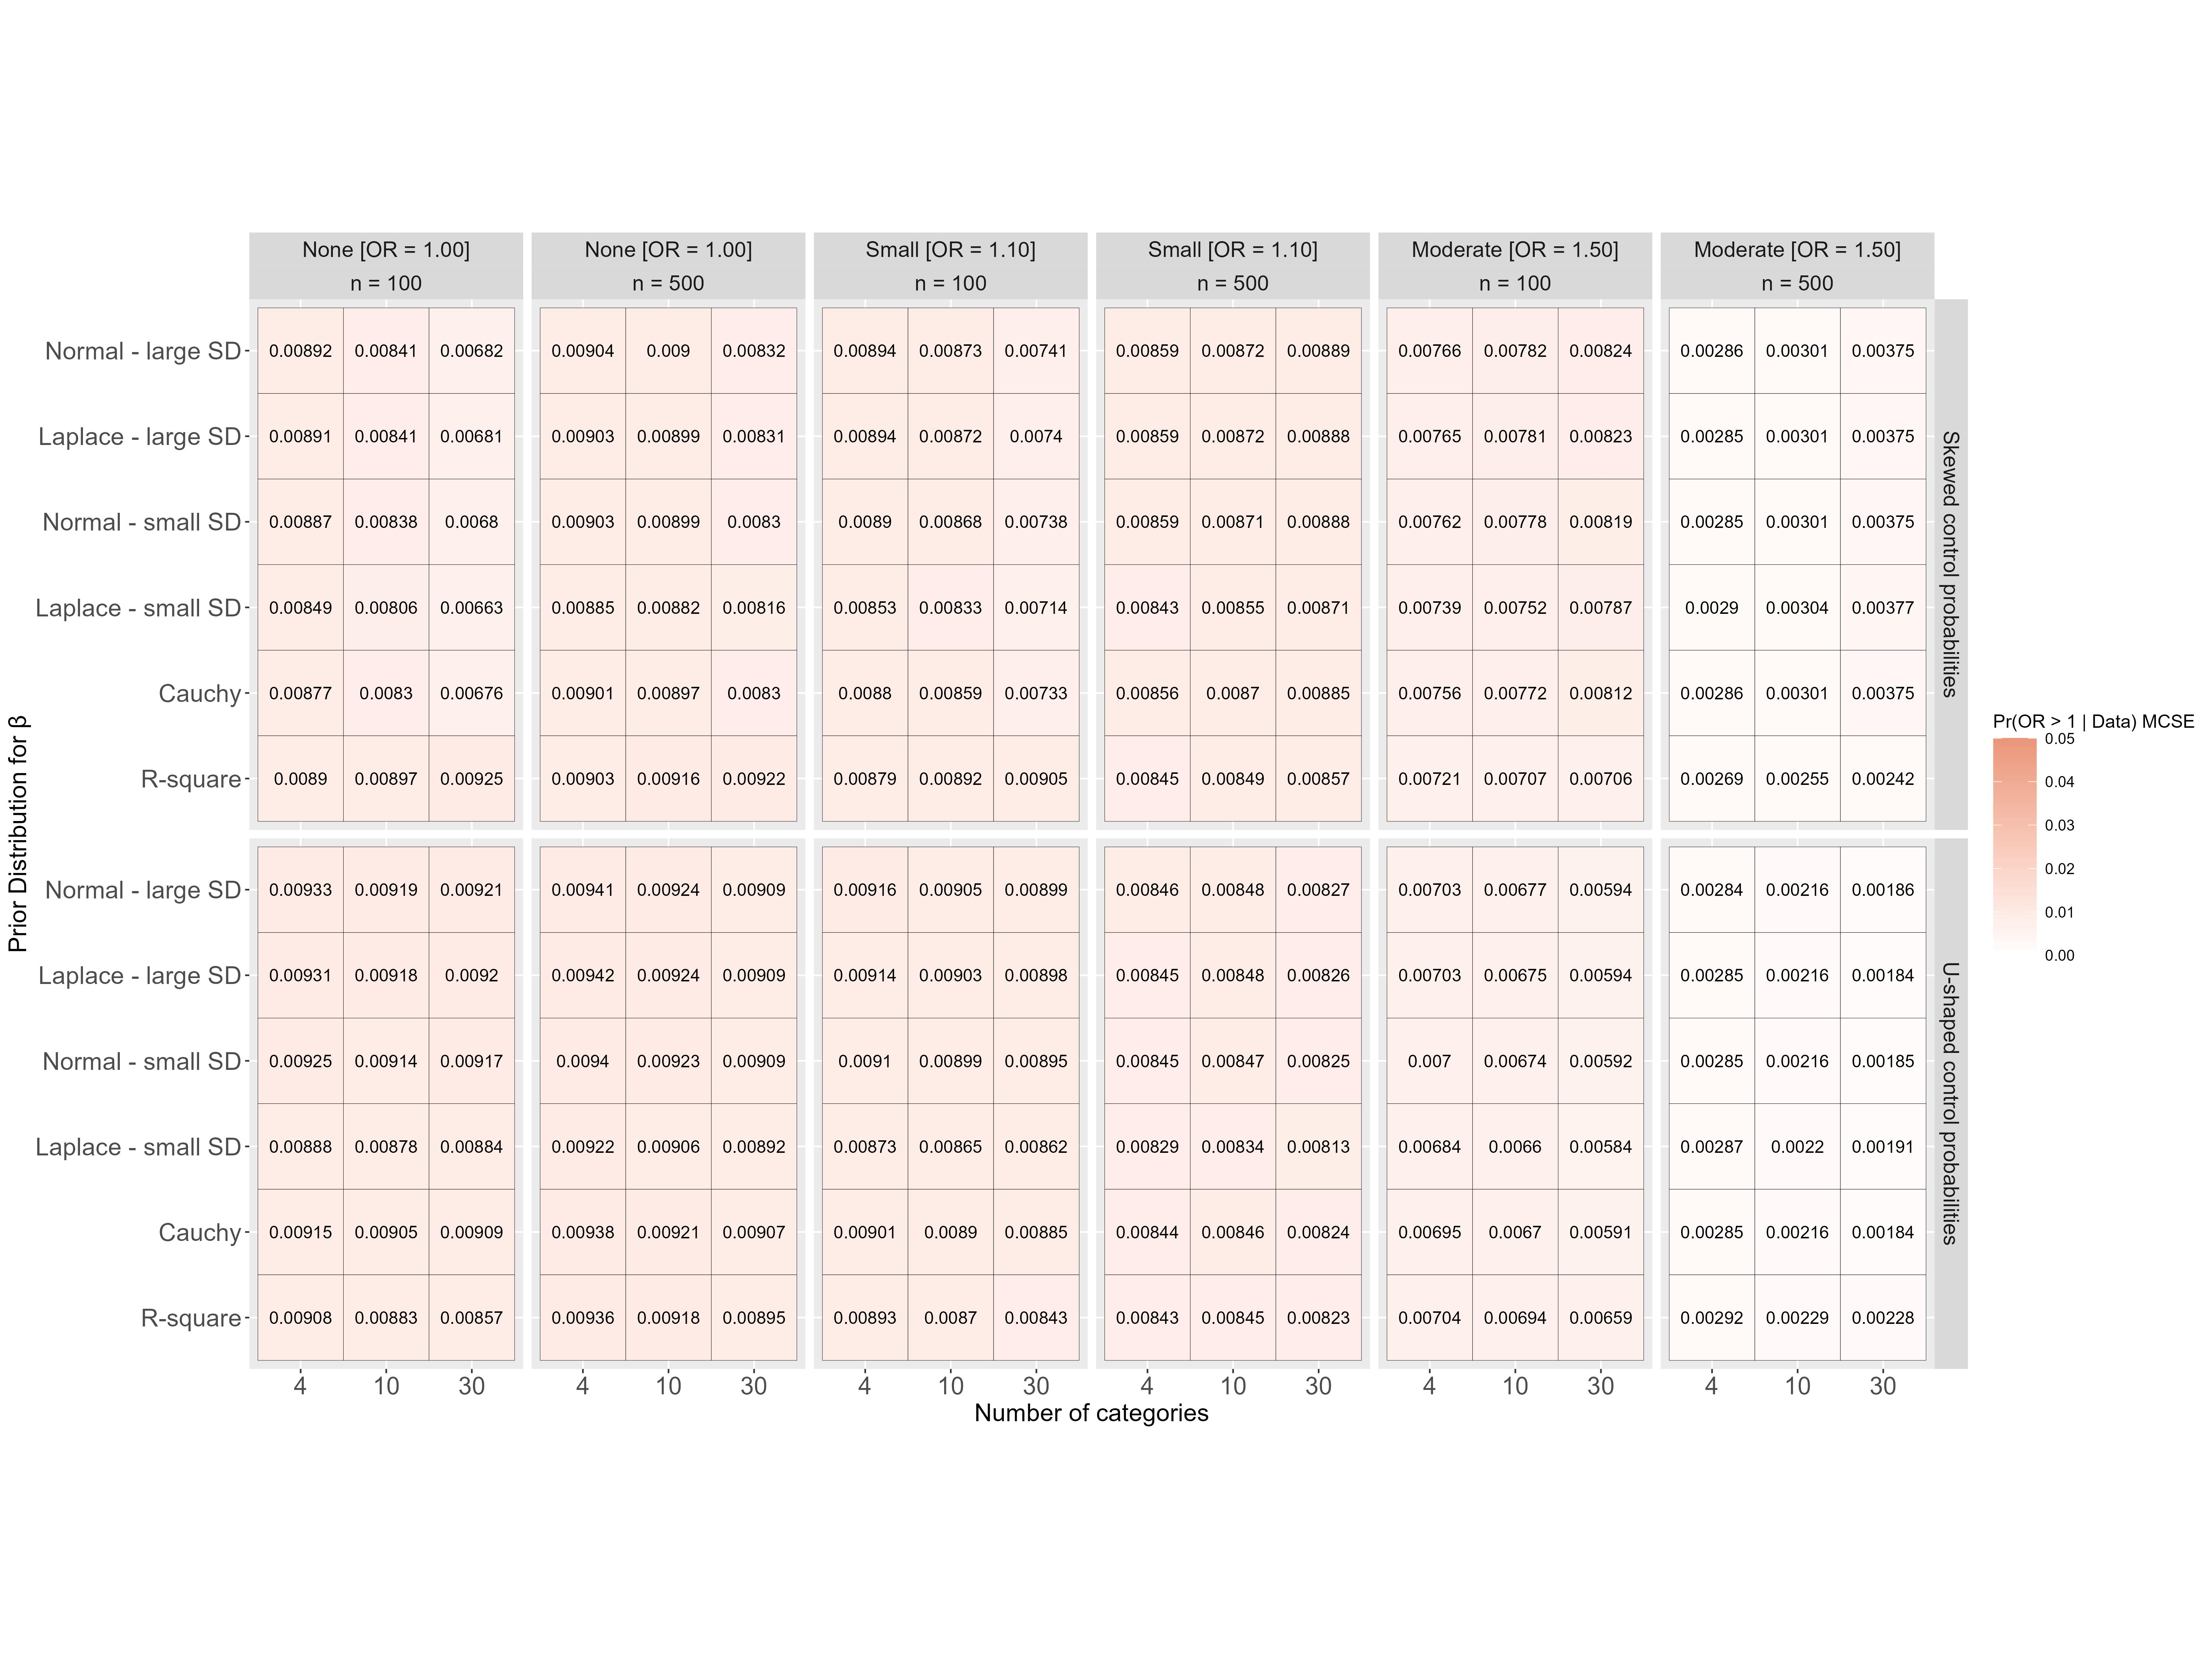 None [OR = 1.00] None [OR = 1.00] Small [OR = 1.10] Small [OR = 1.10] Moderate [OR = 1.50] Moderate [OR = 1.50]
n = 100 n = 500 n = 100 n = 500 n = 100 n = 500
Normal - large SD 0.00892 0.00841 0.00682 0.00904 0.009 0.00832 0.00894 0.00873 0.00741 0.00859 0.00872 0.00889 0.00766 0.00782 0.00824 0.00286 0.00301 0.00375
Laplace - large SD 0.00891 0.00841 0.00681 0.00903 0.00899 0.00831 0.00894 0.00872 0.0074 0.00859 0.00872 0.00888 0.00765 0.00781 0.00823 0.00285 0.00301 0.00375
Normal - small SD 0.00887 0.00838 0.0068 0.00903 0.00899 0.0083 0.0089 0.00868 0.00738 0.00859 0.00871 0.00888 0.00762 0.00778 0.00819 0.00285 0.00301 0.00375
Laplace - small SD 0.00849 0.00806 0.00663 0.00885 0.00882 0.00816 0.00853 0.00833 0.00714 0.00843 0.00855 0.00871 0.00739 0.00752 0.00787 0.0029 0.00304 0.00377
Cauchy 0.00877 0.0083 0.00676 0.00901 0.00897 0.0083 0.0088 0.00859 0.00733 0.00856 0.0087 0.00885 0.00756 0.00772 0.00812 0.00286 0.00301 0.00375
R-square 0.0089 0.00897 0.00925 0.00903 0.00916 0.00922 0.00879 0.00892 0.00905 0.00845 0.00849 0.00857 0.00721 0.00707 0.00706 0.00269 0.00255 0.00242
Skewed control probabilities
Normal - large SD 0.00933 0.00919 0.00921 0.00941 0.00924 0.00909 0.00916 0.00905 0.00899 0.00846 0.00848 0.00827 0.00703 0.00677 0.00594 0.00284 0.00216 0.00186
Laplace - large SD 0.00931 0.00918 0.0092 0.00942 0.00924 0.00909 0.00914 0.00903 0.00898 0.00845 0.00848 0.00826 0.00703 0.00675 0.00594 0.00285 0.00216 0.00184
Normal - small SD 0.00925 0.00914 0.00917 0.0094 0.00923 0.00909 0.0091 0.00899 0.00895 0.00845 0.00847 0.00825 0.007 0.00674 0.00592 0.00285 0.00216 0.00185
Laplace - small SD 0.00888 0.00878 0.00884 0.00922 0.00906 0.00892 0.00873 0.00865 0.00862 0.00829 0.00834 0.00813 0.00684 0.0066 0.00584 0.00287 0.0022 0.00191
Cauchy 0.00915 0.00905 0.00909 0.00938 0.00921 0.00907 0.00901 0.0089 0.00885 0.00844 0.00846 0.00824 0.00695 0.0067 0.00591 0.00285 0.00216 0.00184
R-square 0.00908 0.00883 0.00857 0.00936 0.00918 0.00895 0.00893 0.0087 0.00843 0.00843 0.00845 0.00823 0.00704 0.00694 0.00659 0.00292 0.00229 0.00228
U-shaped control probabilities
4 10 30 4 10 30 4 10 30 4 10 30 4 10 30 4 10 30
Number of categories
Prior Distribution for β
Pr(OR > 1 | Data) MCSE
0.05
0.04
0.03
0.02
0.01
0.00